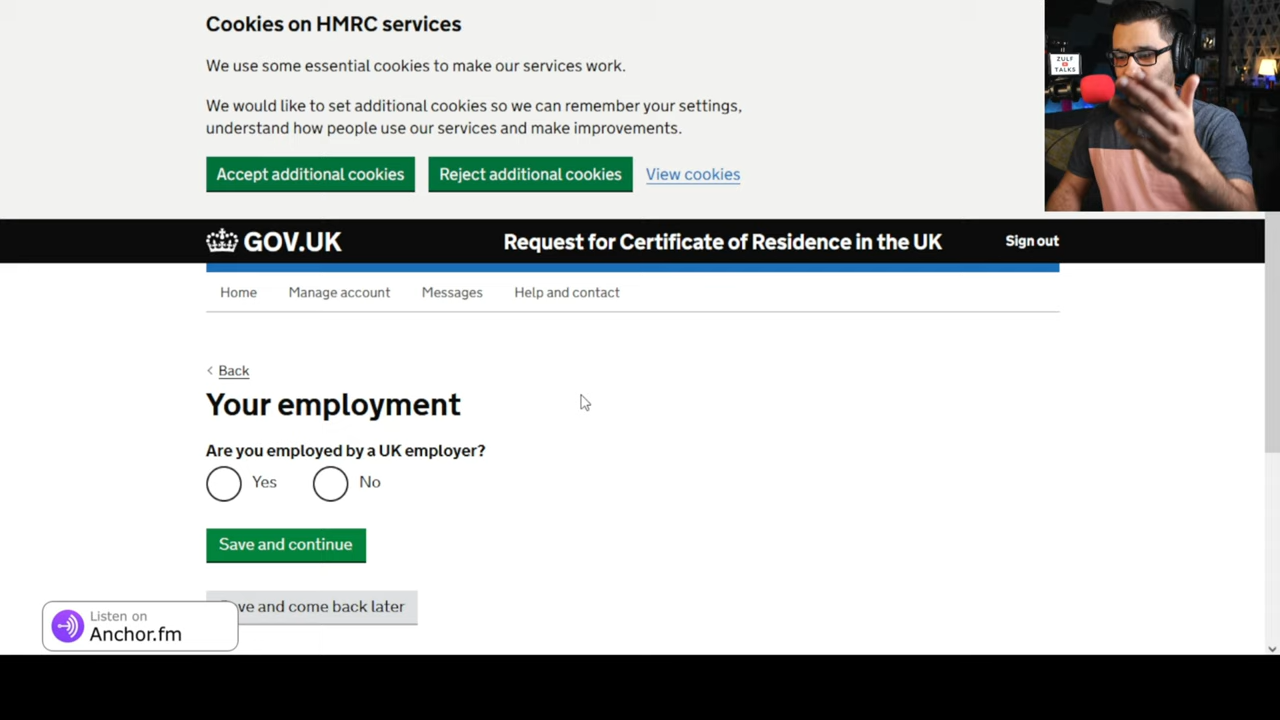 Cookies on HMRC services
We use some essential cookies to make our services work.
We would like to set additional cookies so we can remember your settings,
understand how people use our services and make improvements.
Accept additional cookies
Reject additional cookies
View cookies
ZULF
TALKS
GOV.UK
Request for Certificate of Residence in the UK
Sign out
Home
Manage account
Messages
Help and contact
Back
Your employment
Are you employed by a UK employer?
Yes
No
Save and continue
ve and come back later
Listen on
Anchor.fm